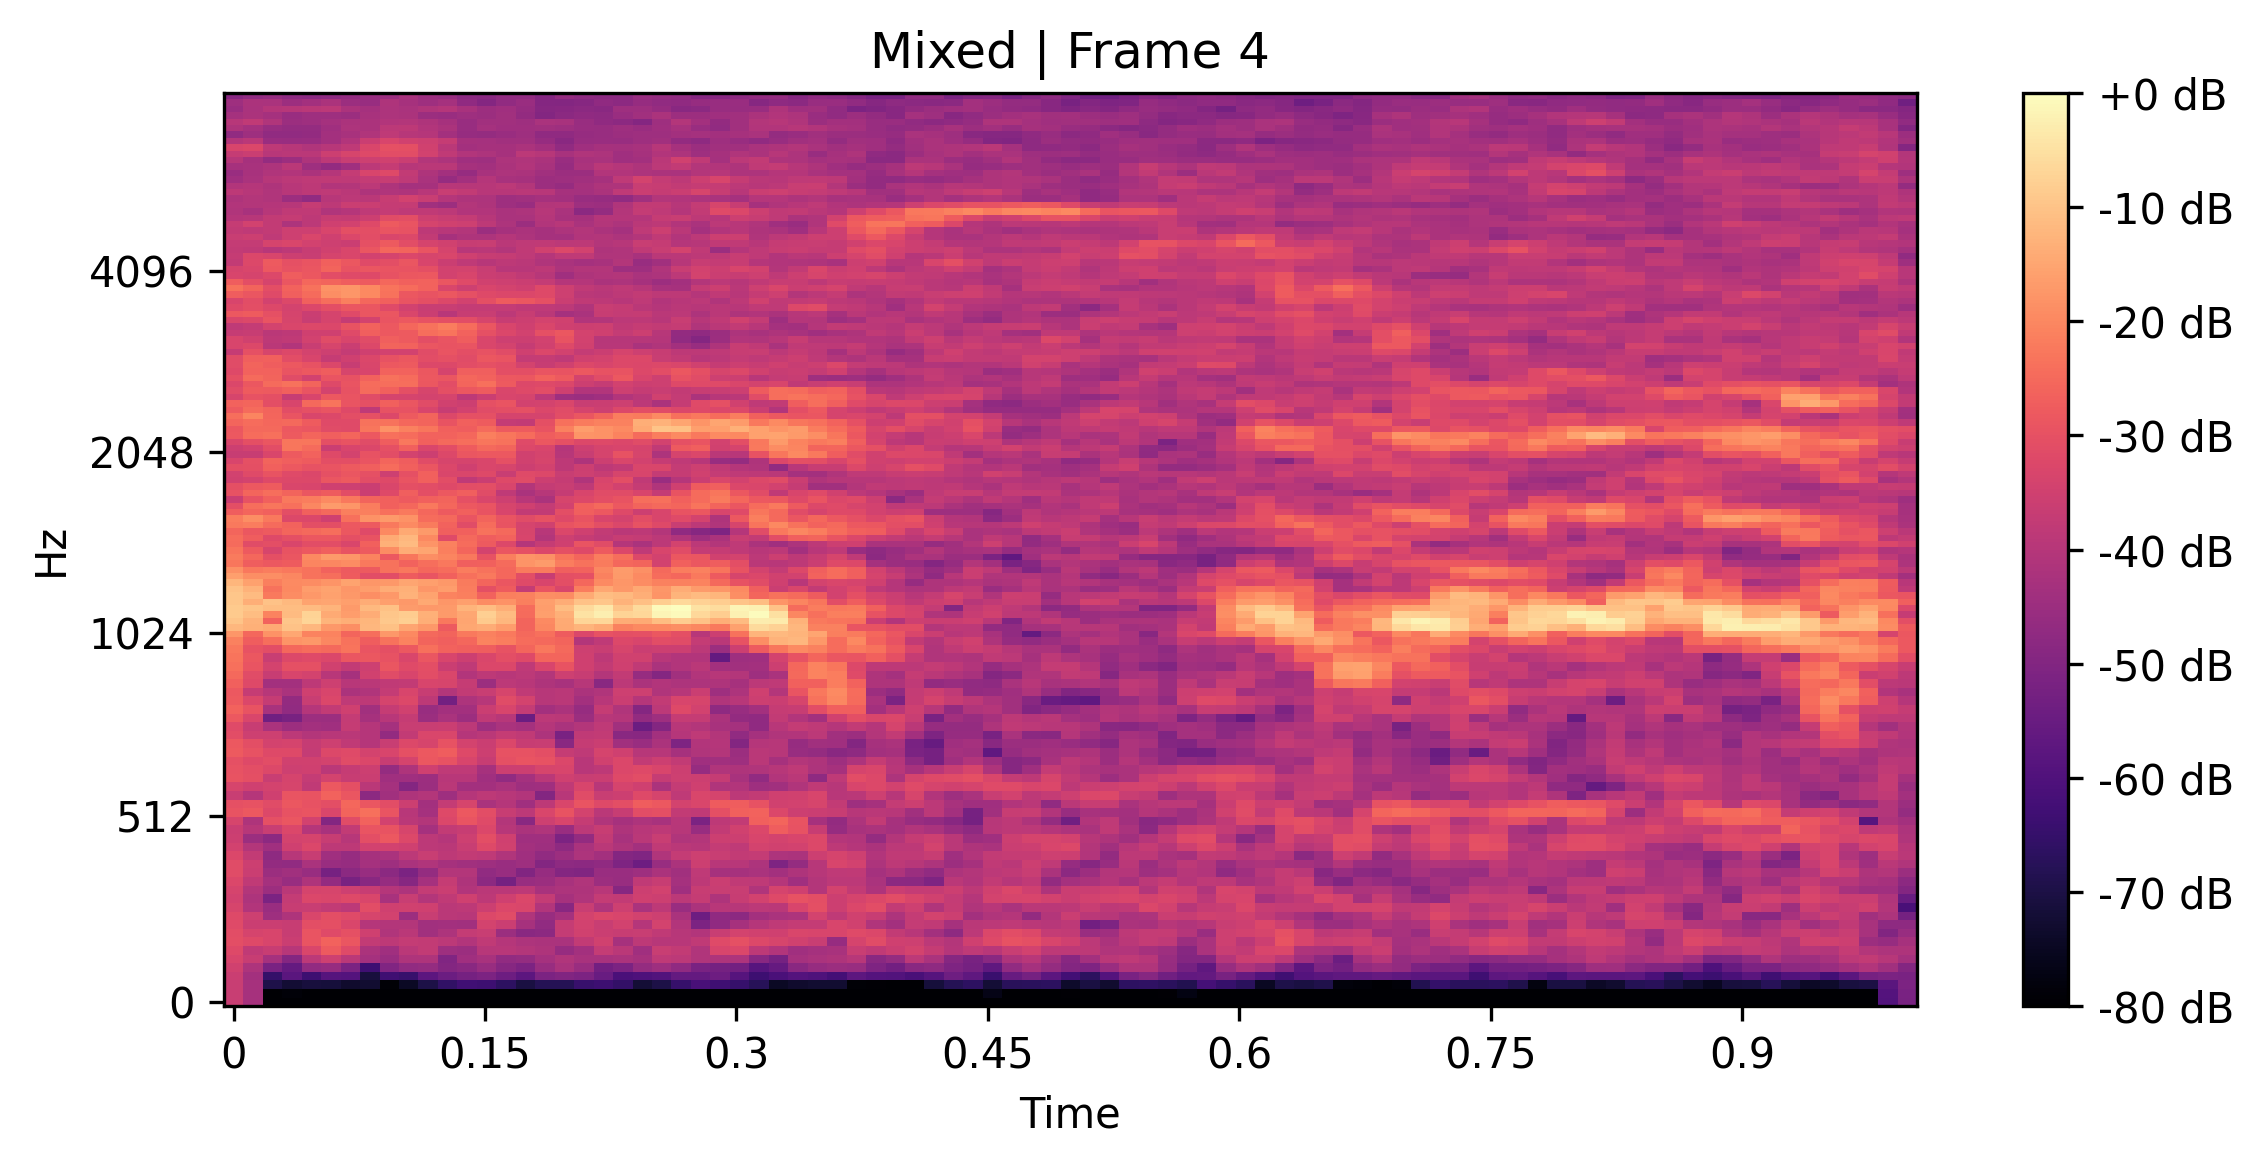 Mixed | Frame 4
Hz
4096
2048
1024
512
0
0 0.15 0.3 0.45 0.6 0.75 0.9
Time
+0 dB
-10 dB
-20 dB
-30 dB
-40 dB
-50 dB
-60 dB
-70 dB
-80 dB